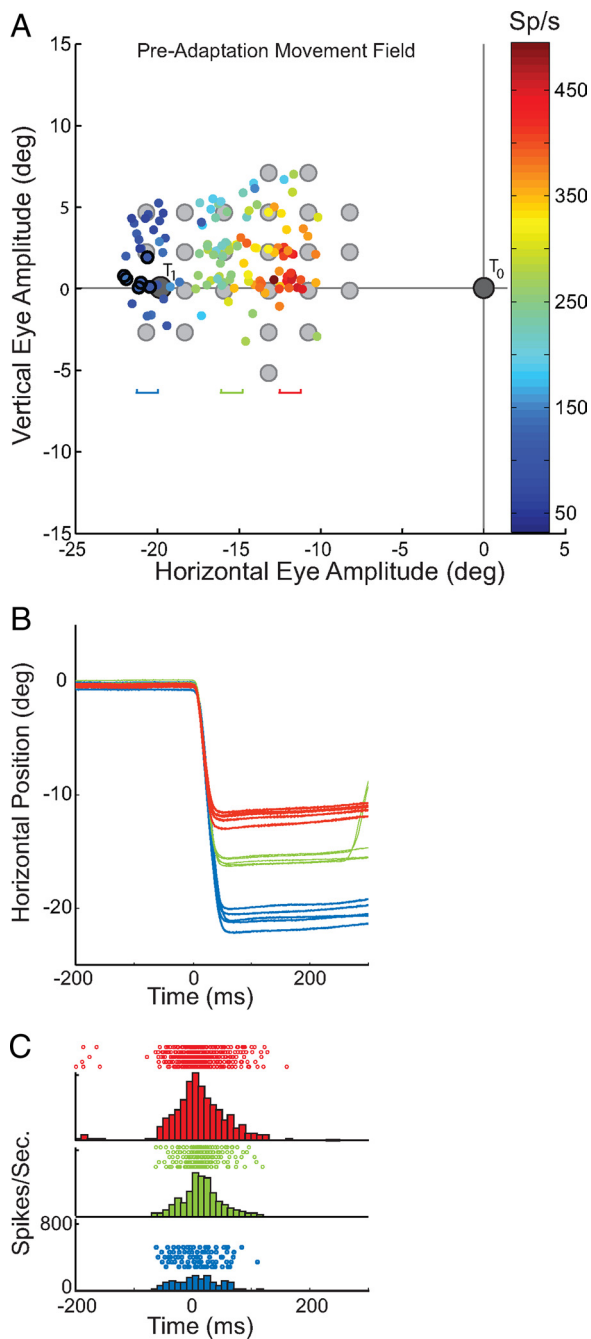 A
Sp/s
15
Pre-Adaptation Movement Field
10
450
5
350
T1
T0
0
250
-5
150
-10
50
-15
-25
-20
-15
-10
-5
0
5
Vertical Eye Amplitude (deg)
Horizontal Eye Amplitude (deg)
B
0
-10
-20
Horizontal Position (deg)
-200
0
200
Time (ms)
C
Spikes/Sec.
800
0
-200
0
200
Time (ms)